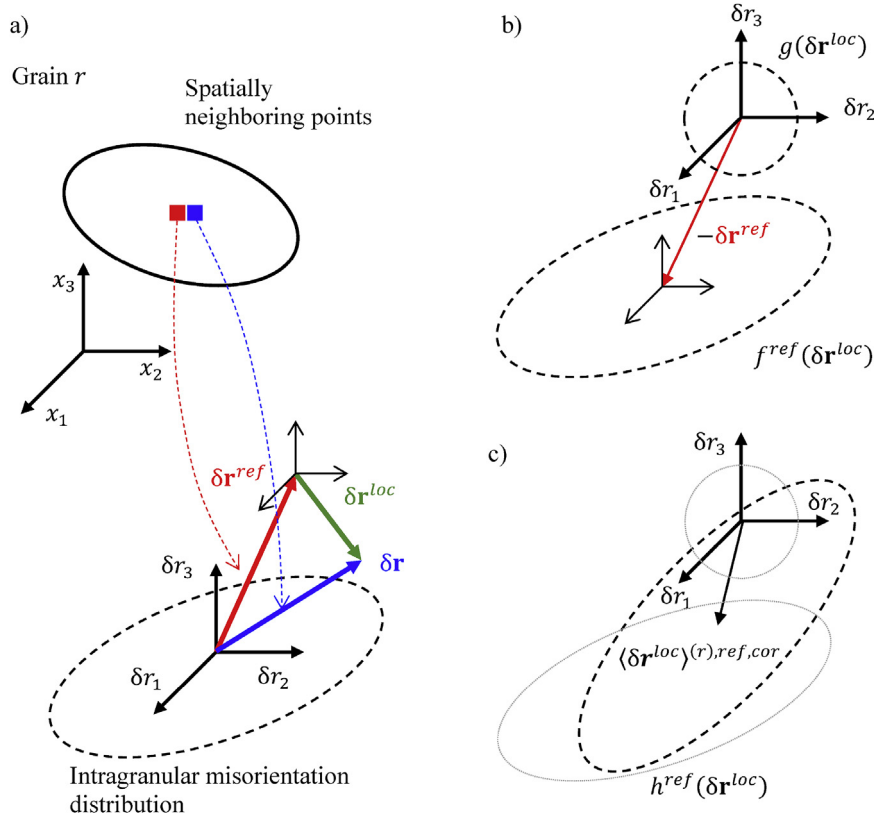 a)
Grain r
Spatially
neighboring points
x₃
x₂
x₁
δr^{ref}
δr^{loc}
δr
δr₃
δr₁
δr₂
Intragranular misorientation
distribution
b)
δr₃
g(δr^{loc})
δr₂
δr₁
−δr^{ref}
f^{ref}(δr^{loc})
c)
δr₃
δr₂
δr₁
⟨δr^{loc}⟩^{(r),ref,cor}
h^{ref}(δr^{loc})